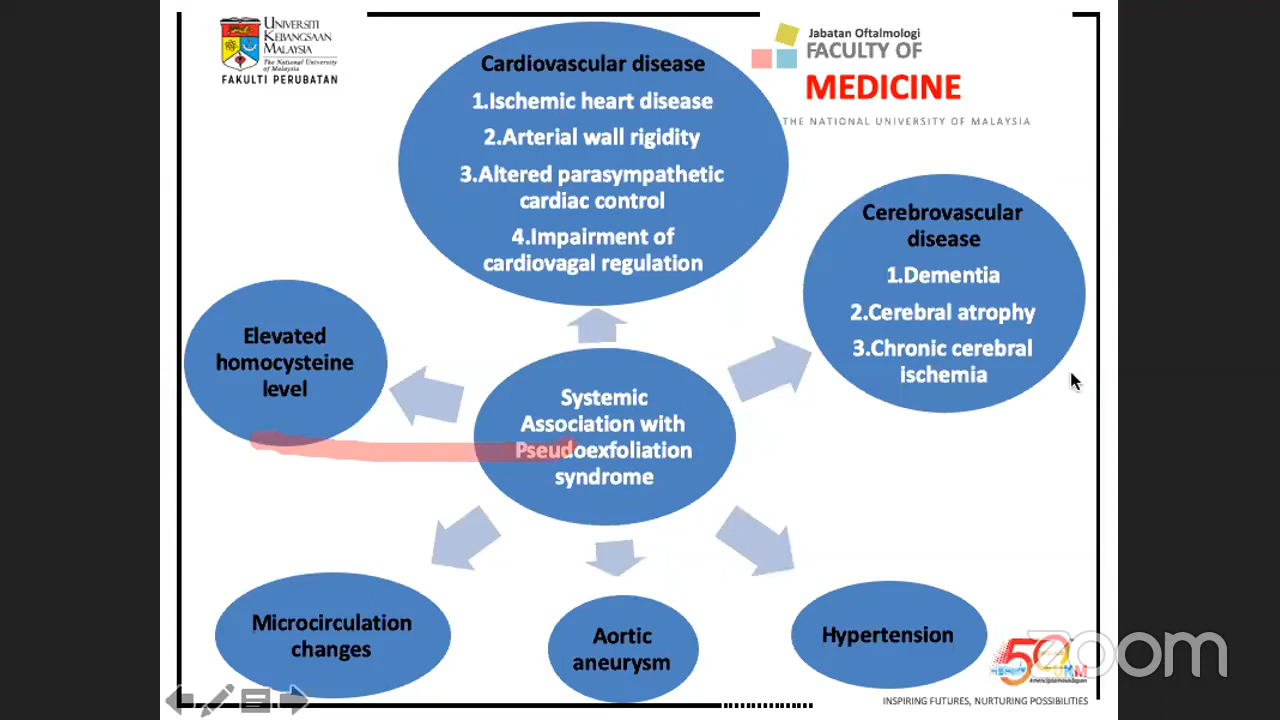 UNIVERSITI
KEBANGSAAN
MALAYSIA
The National University
of Malaysia
FAKULTI PERUBATAN
Jabatan Oftalmologi
FACULTY OF
MEDICINE
THE NATIONAL UNIVERSITY OF MALAYSIA
Cardiovascular disease
1.Ischemic heart disease
2.Arterial wall rigidity
3.Altered parasympathetic
cardiac control
4.Impairment of
cardiovagal regulation
Cerebrovascular
disease
1.Dementia
2.Cerebral atrophy
3.Chronic cerebral
ischemia
Elevated
homocysteine
level
Systemic
Association with
Pseudoexfoliation
syndrome
Microcirculation
changes
Aortic
aneurysm
Hypertension
zoom
INSPIRING FUTURES, NURTURING POSSIBILITIES